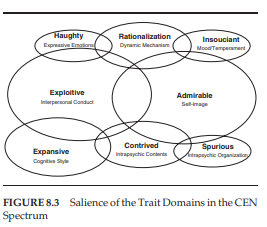 Haughty
Expressive Emotions
Rationalization
Dynamic Mechanism
Insouciant
Mood/Temperament
Exploitive
Interpersonal Conduct
Admirable
Self-Image
Expansive
Cognitive Style
Contrived
Intrapsychic Contents
Spurious
Intrapsychic Organization
FIGURE 8.3 Salience of the Trait Domains in the CEN
Spectrum